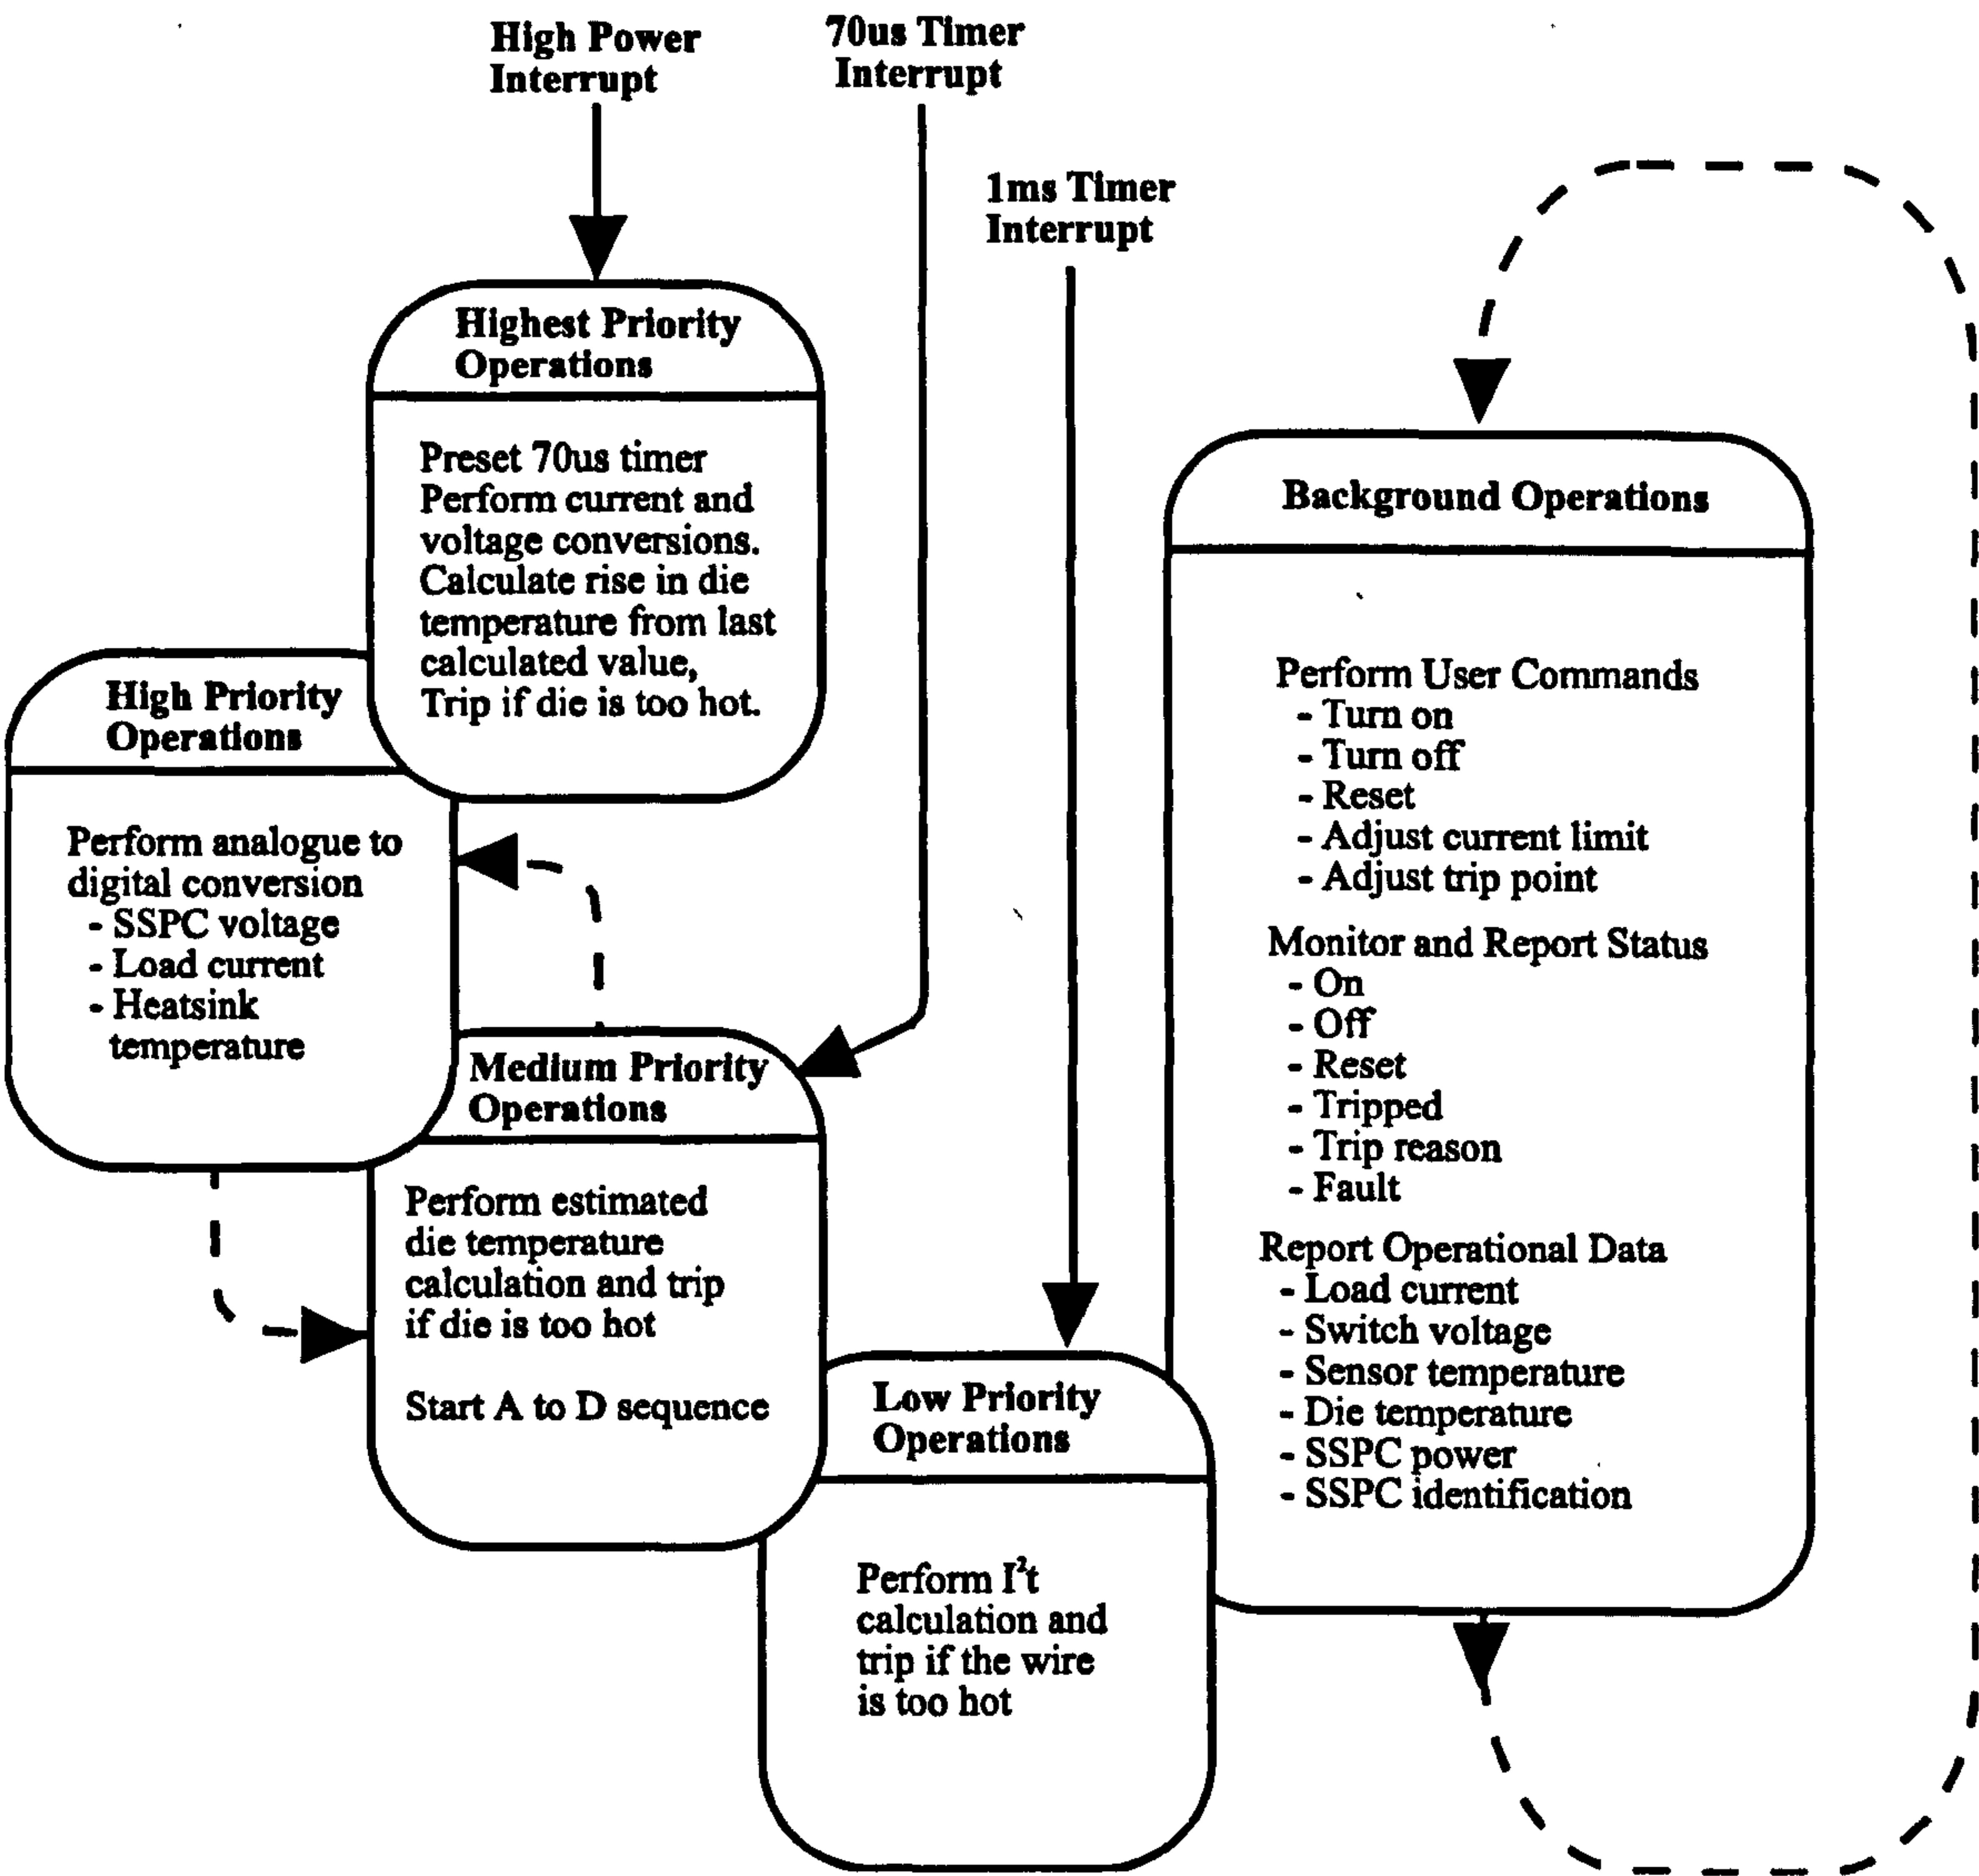 High Power
Interrupt
70us Timer
Interrupt
1ms Timer
Interrupt
Highest Priority
Operations
Preset 70us timer
Perform current and
voltage conversions.
Calculate rise in die
temperature from last
calculated value,
Trip if die is too hot.
High Priority
Operations
Perform analogue to
digital conversion
- SSPC voltage
- Load current
- Heatsink
temperature
Medium Priority
Operations
Perform estimated
die temperature
calculation and trip
if die is too hot
Start A to D sequence
Low Priority
Operations
Perform I²t
calculation and
trip if the wire
is too hot
Background Operations
Perform User Commands
- Turn on
- Turn off
- Reset
- Adjust current limit
- Adjust trip point
Monitor and Report Status
- On
- Off
- Reset
- Tripped
- Trip reason
- Fault
Report Operational Data
- Load current
- Switch voltage
- Sensor temperature
- Die temperature
- SSPC power
- SSPC identification